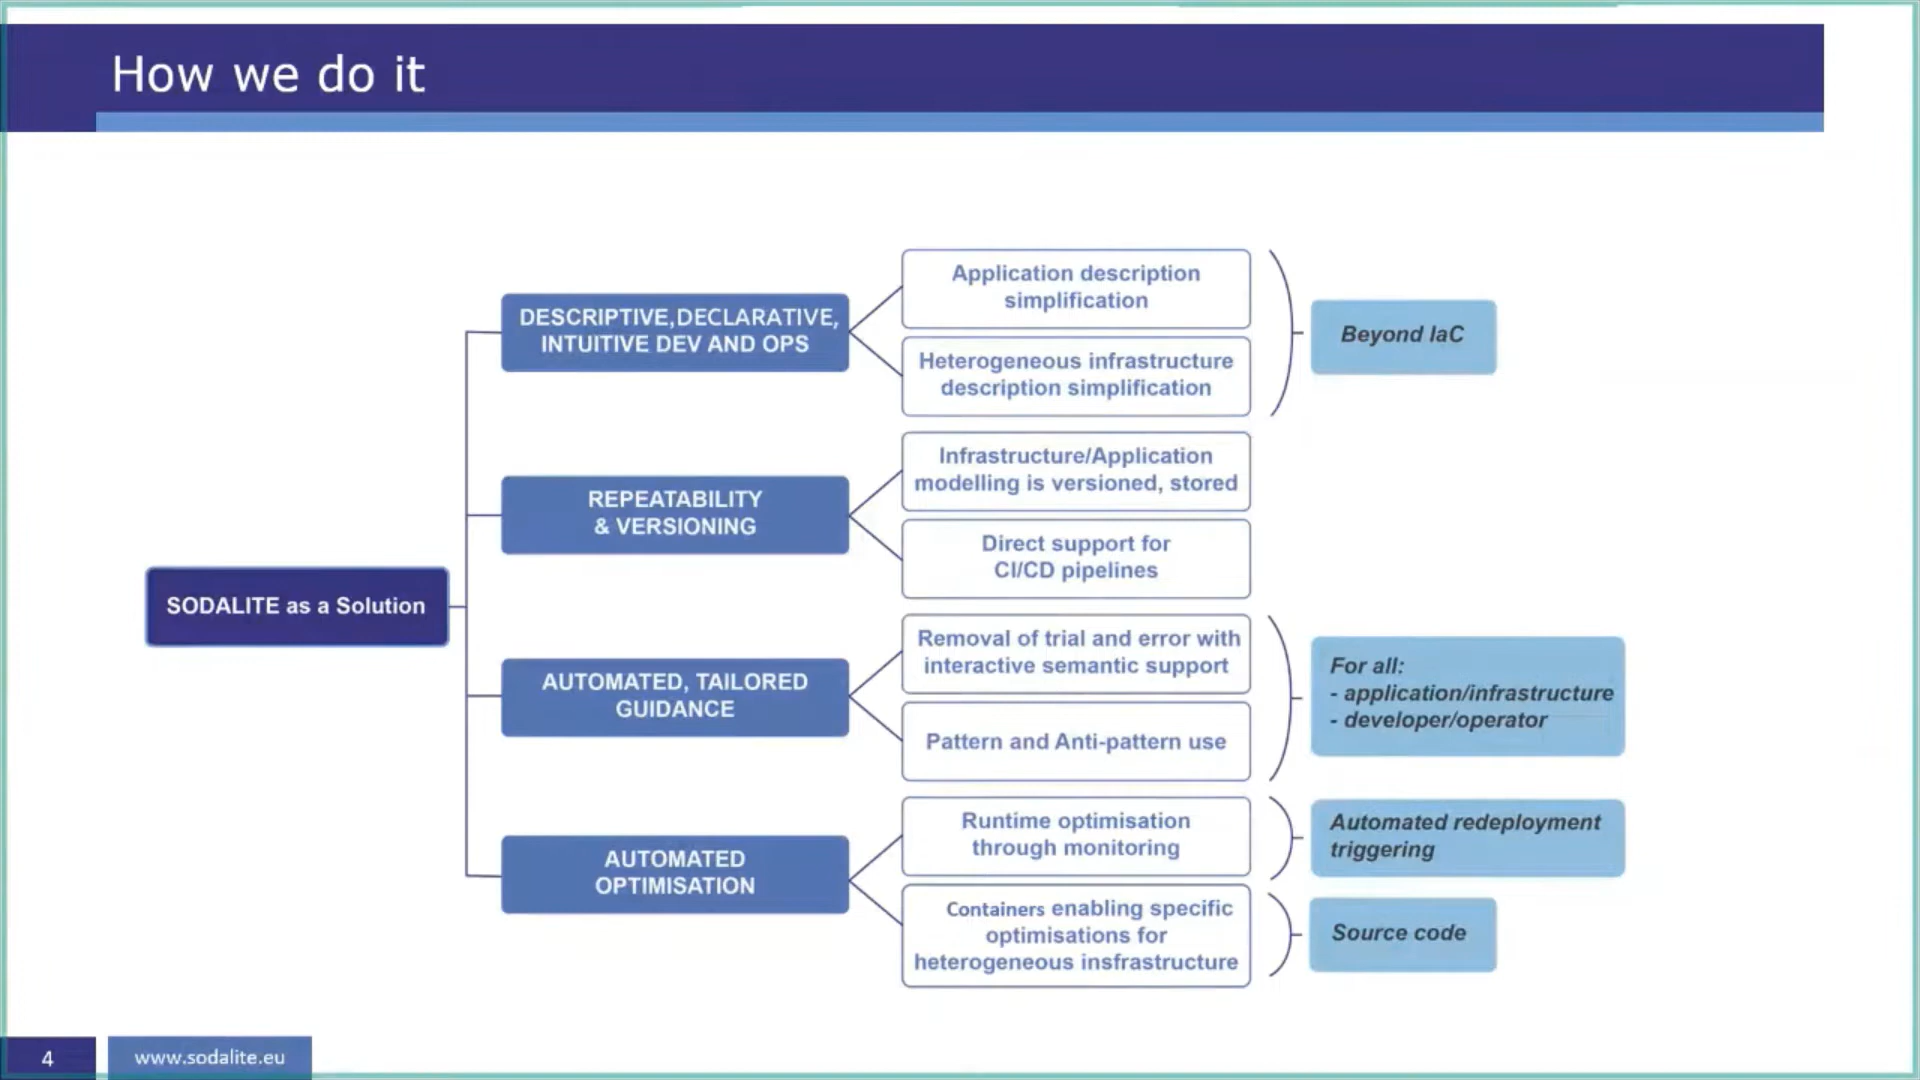 How we do it
SODALITE as a Solution
DESCRIPTIVE, DECLARATIVE,
INTUITIVE DEV AND OPS
Application description
simplification
Heterogeneous infrastructure
description simplification
Beyond IaC
REPEATABILITY
& VERSIONING
Infrastructure/Application
modelling is versioned, stored
Direct support for
CI/CD pipelines
AUTOMATED, TAILORED
GUIDANCE
Removal of trial and error with
interactive semantic support
Pattern and Anti-pattern use
For all:
- application/infrastructure
- developer/operator
AUTOMATED
OPTIMISATION
Runtime optimisation
through monitoring
Automated redeployment
triggering
Containers enabling specific
optimisations for
heterogeneous insfrastructure
Source code
4
www.sodalite.eu